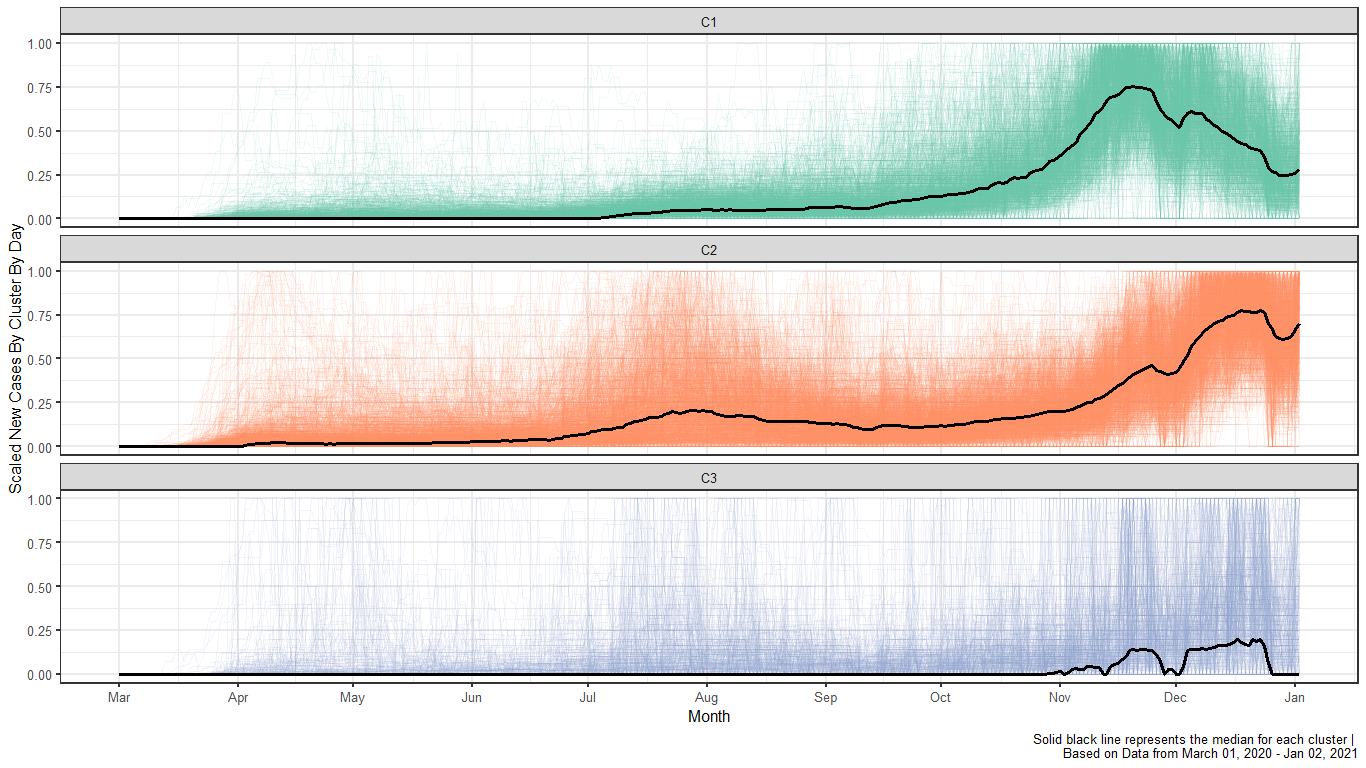 C1
1.00
0.75
0.50
0.25
0.00
C2
1.00
0.75
0.50
0.25
0.00
C3
1.00
0.75
0.50
0.25
0.00
Scaled New Cases By Cluster By Day
Mar Apr May Jun Jul Aug Sep Oct Nov Dec Jan
Month
Solid black line represents the median for each cluster |
Based on Data from March 01, 2020 - Jan 02, 2021